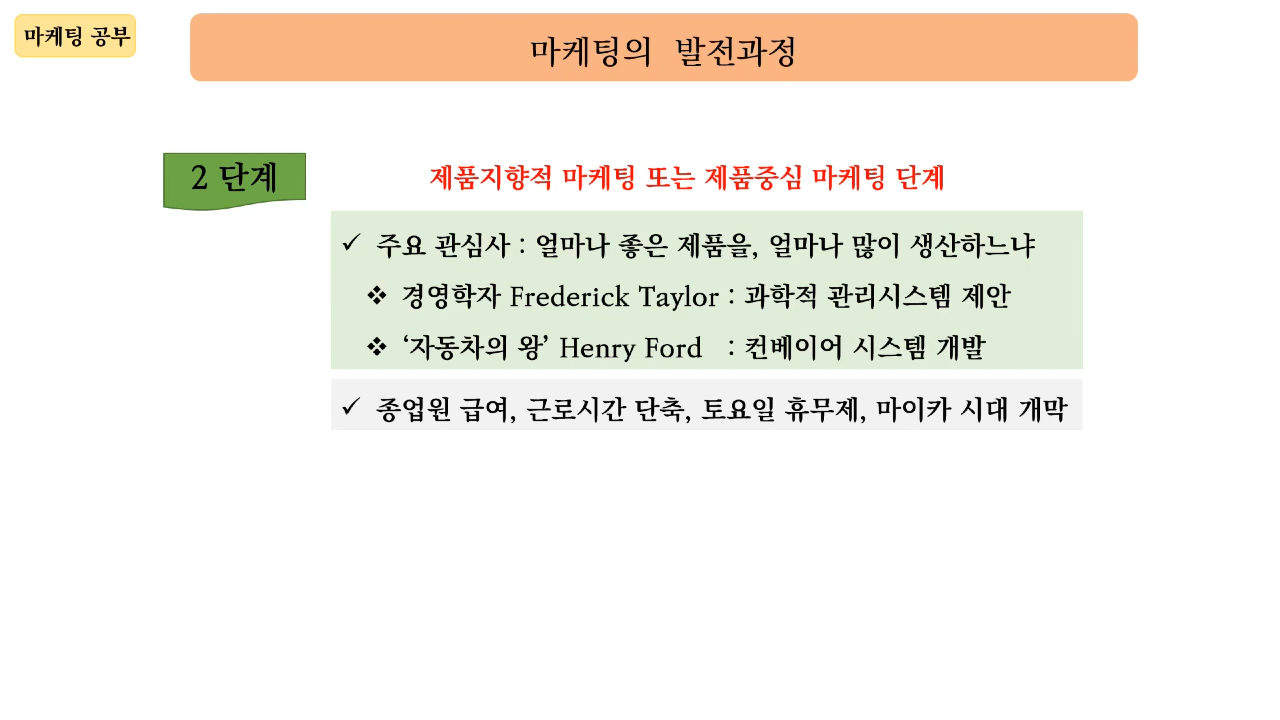 마케팅 공부
마케팅의 발전과정
2 단계
제품지향적 마케팅 또는 제품중심 마케팅 단계
✓ 주요 관심사 : 얼마나 좋은 제품을, 얼마나 많이 생산하느냐
❖ 경영학자 Frederick Taylor : 과학적 관리시스템 제안
❖ ‘자동차의 왕’ Henry Ford : 컨베이어 시스템 개발
✓ 종업원 급여, 근로시간 단축, 토요일 휴무제, 마이카 시대 개막